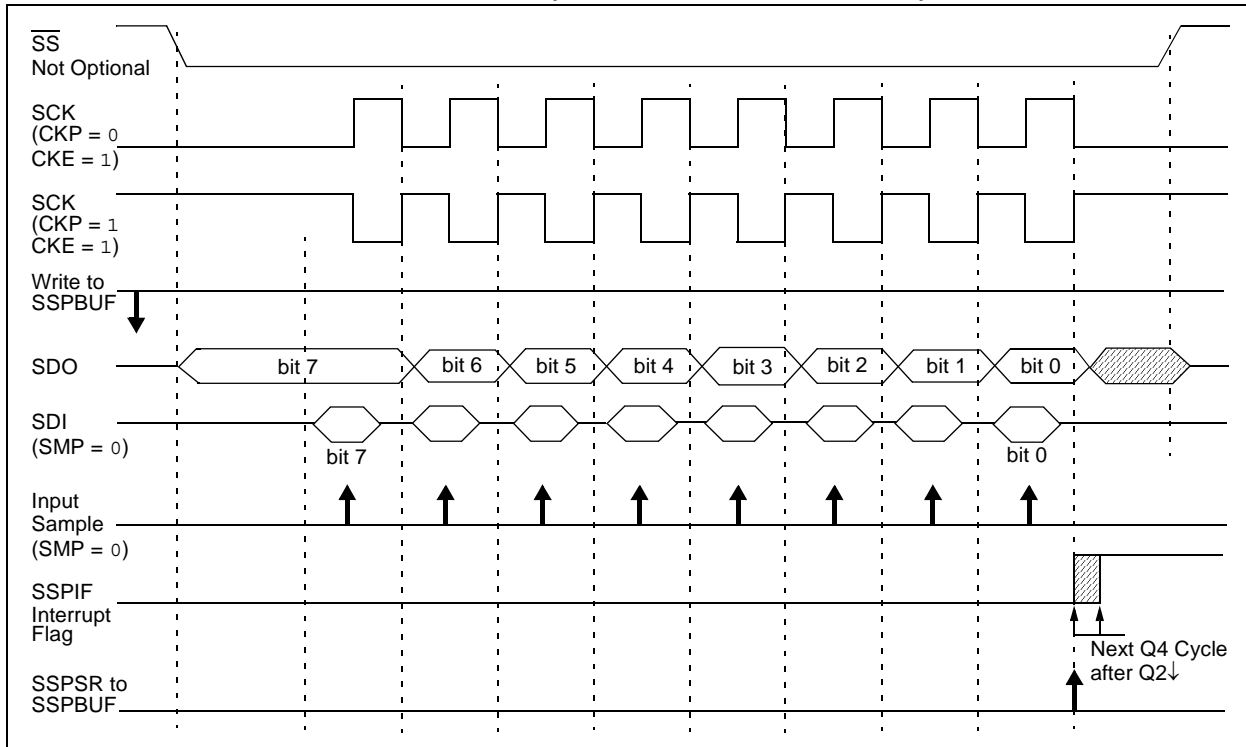 SS
Not Optional
SCK
(CKP = 0
CKE = 1)
SCK
(CKP = 1
CKE = 1)
Write to
SSPBUF
SDO
bit 7
bit 6
bit 5
bit 4
bit 3
bit 2
bit 1
bit 0
SDI
(SMP = 0)
bit 7
bit 0
Input
Sample
(SMP = 0)
SSPIF
Interrupt
Flag
Next Q4 Cycle
after Q2↓
SSPSR to
SSPBUF